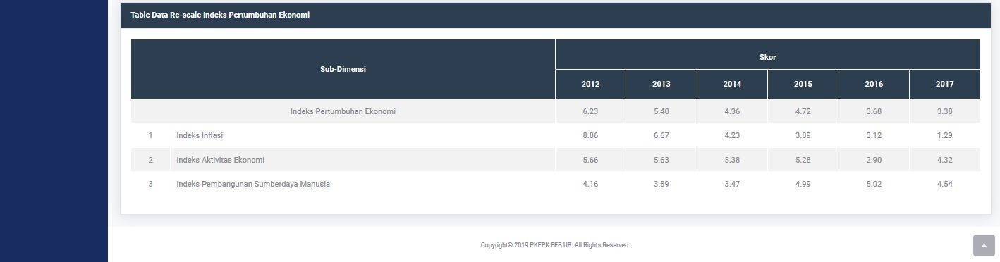 Table Data Re-scale Indeks Pertumbuhan Ekonomi
Sub-Dimensi Skor
2012 2013 2014 2015 2016 2017
Indeks Pertumbuhan Ekonomi 6.23 5.40 4.36 4.72 3.68 3.38
1 Indeks Inflasi 8.86 6.67 4.23 3.89 3.12 1.29
2 Indeks Aktivitas Ekonomi 5.66 5.63 5.38 5.28 2.90 4.32
3 Indeks Pembangunan Sumberdaya Manusia 4.16 3.89 3.47 4.99 5.02 4.54
Copyright© 2019 PKEPK FEB UB. All Rights Reserved.